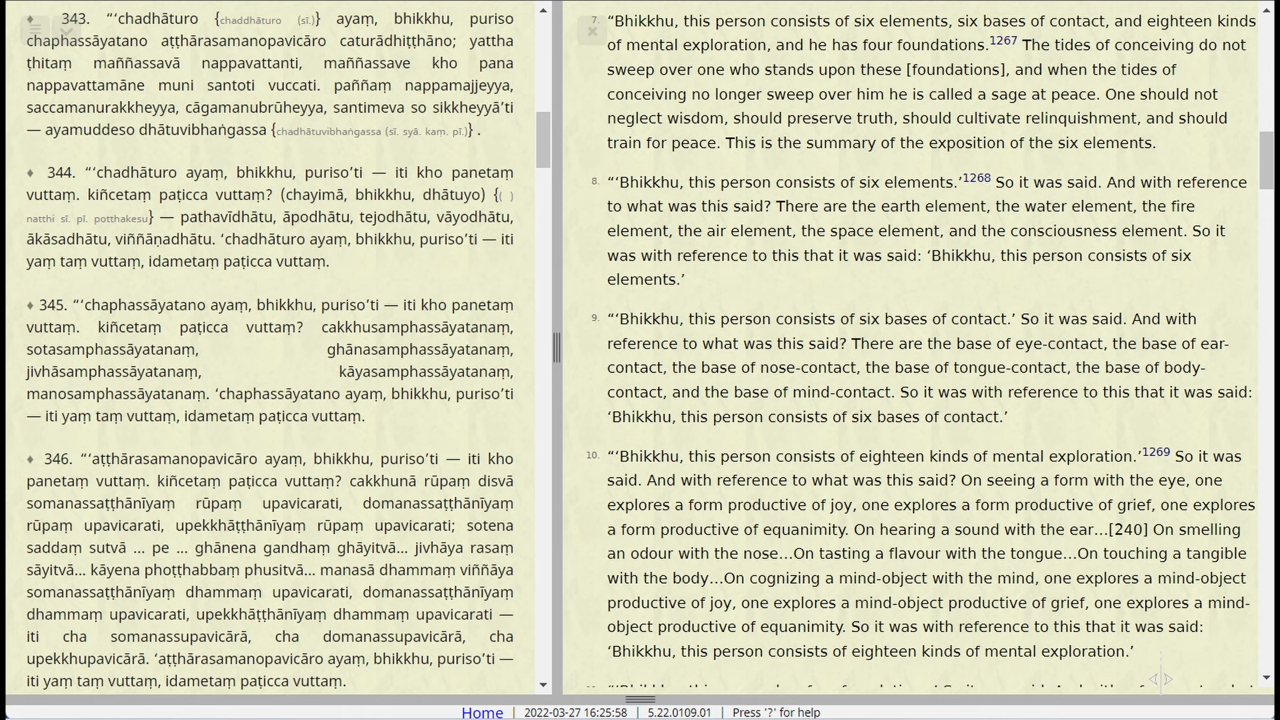 ♦ 343. “‘chadhāturo {chaddhāturo (sī.)} ayaṃ, bhikkhu, puriso
chaphassāyatano aṭṭhārasamanopavicāro caturādhiṭṭhāno; yattha
ṭhitaṃ maññassavā nappavattanti, maññassave kho pana
nappavattamāne muni santoti vuccati. paññaṃ nappamajjeyya,
saccamanurakkheyya, cāgamanubrūheyya, santimeva so sikkheyyā’ti
— ayamuddeso dhātuvibhaṅgassa {chadhātuvibhaṅgassa (sī. syā. kaṃ. pī.)} .
♦ 344. “‘chadhāturo ayaṃ, bhikkhu, puriso’ti — iti kho panetaṃ
vuttaṃ. kiñcetaṃ paṭicca vuttaṃ? (chayimā, bhikkhu, dhātuyo) {( )
natthi sī. pī. potthakesu} — pathavīdhātu, āpodhātu, tejodhātu, vāyodhātu,
ākāsadhātu, viññāṇadhātu. ‘chadhāturo ayaṃ, bhikkhu, puriso’ti — iti
yaṃ taṃ vuttaṃ, idametaṃ paṭicca vuttaṃ.
♦ 345. “‘chaphassāyatano ayaṃ, bhikkhu, puriso’ti — iti kho panetaṃ
vuttaṃ. kiñcetaṃ paṭicca vuttaṃ? cakkhusamphassāyatanaṃ,
sotasamphassāyatanaṃ, ghānasamphassāyatanaṃ,
jivhāsamphassāyatanaṃ, kāyasamphassāyatanaṃ,
manosamphassāyatanaṃ. ‘chaphassāyatano ayaṃ, bhikkhu, puriso’ti
— iti yaṃ taṃ vuttaṃ, idametaṃ paṭicca vuttaṃ.
♦ 346. “‘aṭṭhārasamanopavicāro ayaṃ, bhikkhu, puriso’ti — iti kho
panetaṃ vuttaṃ. kiñcetaṃ paṭicca vuttaṃ? cakkhunā rūpaṃ disvā
somanassaṭṭhānīyaṃ rūpaṃ upavicarati, domanassaṭṭhānīyaṃ
rūpaṃ upavicarati, upekkhāṭṭhānīyaṃ rūpaṃ upavicarati; sotena
saddaṃ sutvā ... pe ... ghānena gandhaṃ ghāyitvā... jivhāya rasaṃ
sāyitvā... kāyena phoṭṭhabbaṃ phusitvā... manasā dhammaṃ viññāya
somanassaṭṭhānīyaṃ dhammaṃ upavicarati, domanassaṭṭhānīyaṃ
dhammaṃ upavicarati, upekkhāṭṭhānīyaṃ dhammaṃ upavicarati —
iti cha somanassupavicārā, cha domanassupavicārā, cha
upekkhupavicārā. ‘aṭṭhārasamanopavicāro ayaṃ, bhikkhu, puriso’ti —
iti yaṃ taṃ vuttaṃ, idametaṃ paṭicca vuttaṃ.
7. “Bhikkhu, this person consists of six elements, six bases of contact, and eighteen kinds
of mental exploration, and he has four foundations.1267 The tides of conceiving do not
sweep over one who stands upon these [foundations], and when the tides of
conceiving no longer sweep over him he is called a sage at peace. One should not
neglect wisdom, should preserve truth, should cultivate relinquishment, and should
train for peace. This is the summary of the exposition of the six elements.
8. “‘Bhikkhu, this person consists of six elements.’1268 So it was said. And with reference
to what was this said? There are the earth element, the water element, the fire
element, the air element, the space element, and the consciousness element. So it
was with reference to this that it was said: ‘Bhikkhu, this person consists of six
elements.’
9. “‘Bhikkhu, this person consists of six bases of contact.’ So it was said. And with
reference to what was this said? There are the base of eye-contact, the base of ear-
contact, the base of nose-contact, the base of tongue-contact, the base of body-
contact, and the base of mind-contact. So it was with reference to this that it was said:
‘Bhikkhu, this person consists of six bases of contact.’
10. “‘Bhikkhu, this person consists of eighteen kinds of mental exploration.’1269 So it was
said. And with reference to what was this said? On seeing a form with the eye, one
explores a form productive of joy, one explores a form productive of grief, one explores
a form productive of equanimity. On hearing a sound with the ear…[240] On smelling
an odour with the nose…On tasting a flavour with the tongue…On touching a tangible
with the body…On cognizing a mind-object with the mind, one explores a mind-object
productive of joy, one explores a mind-object productive of grief, one explores a mind-
object productive of equanimity. So it was with reference to this that it was said:
‘Bhikkhu, this person consists of eighteen kinds of mental exploration.’
Home | 2022-03-27 16:25:58 | 5.22.0109.01 | Press '?' for help